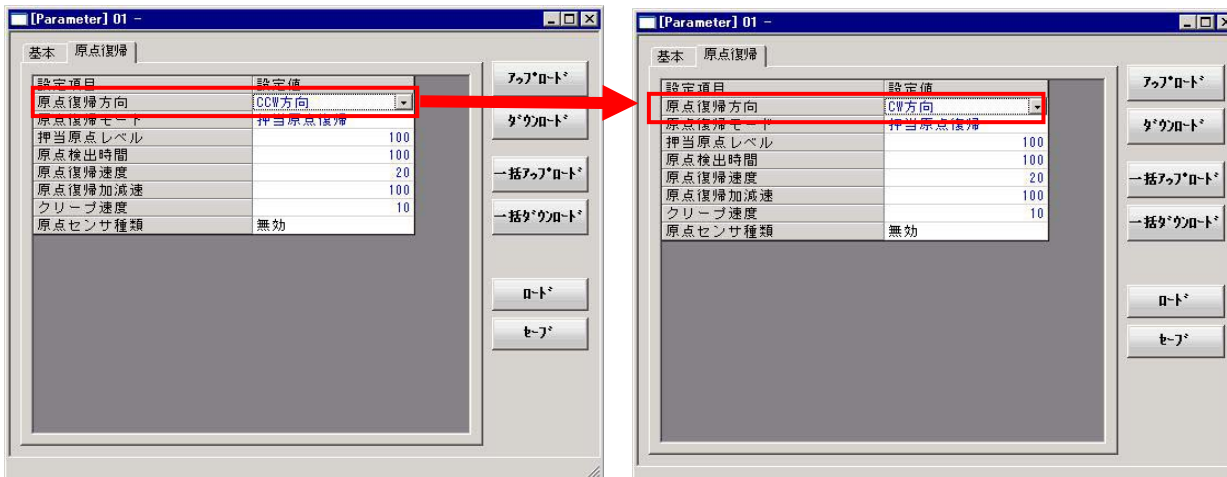 [Parameter] 01 -
基本 原点復帰
設定項目 設定値
原点復帰方向 CCW方向
原点復帰モード 押当原点復帰
押当原点レベル 100
原点検出時間 100
原点復帰速度 20
原点復帰加減速 100
クリープ速度 10
原点センサ種類 無効
ｱｯﾌﾟﾛｰﾄﾞ
ﾀﾞｳﾝﾛｰﾄﾞ
一括ｱｯﾌﾟﾛｰﾄﾞ
一括ﾀﾞｳﾝﾛｰﾄﾞ
ﾛｰﾄﾞ
ｾｰﾌﾞ
[Parameter] 01 -
基本 原点復帰
設定項目 設定値
原点復帰方向 CW方向
原点復帰モード 押当原点復帰
押当原点レベル 100
原点検出時間 100
原点復帰速度 20
原点復帰加減速 100
クリープ速度 10
原点センサ種類 無効
ｱｯﾌﾟﾛｰﾄﾞ
ﾀﾞｳﾝﾛｰﾄﾞ
一括ｱｯﾌﾟﾛｰﾄﾞ
一括ﾀﾞｳﾝﾛｰﾄﾞ
ﾛｰﾄﾞ
ｾｰﾌﾞ